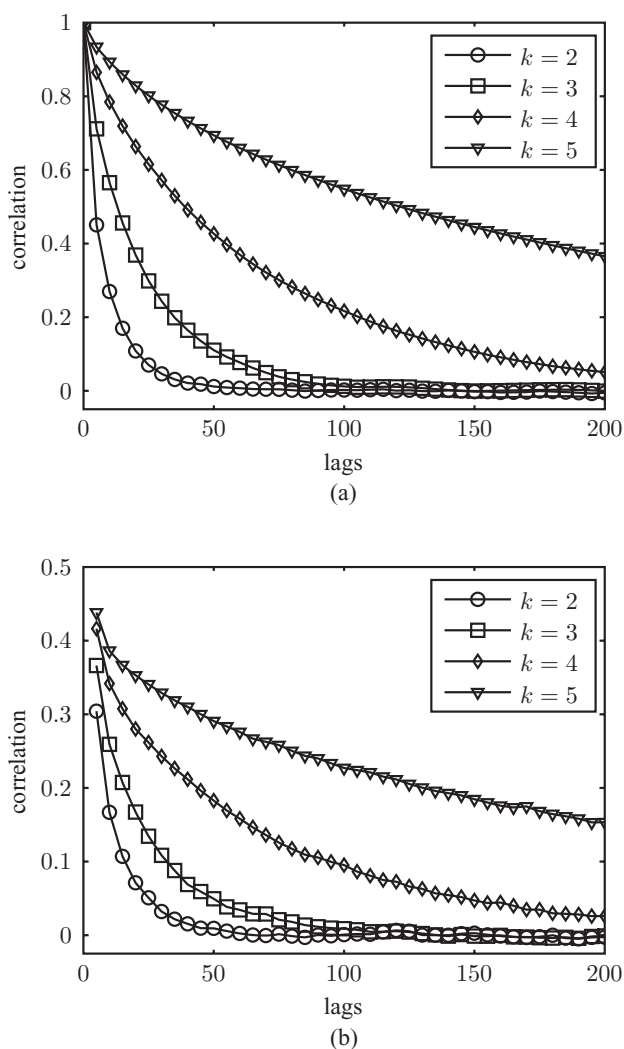 1
0.8
0.6
0.4
0.2
0
correlation
k = 2
k = 3
k = 4
k = 5
0 50 100 150 200
lags
(a)
0.5
0.4
0.3
0.2
0.1
0
correlation
k = 2
k = 3
k = 4
k = 5
0 50 100 150 200
lags
(b)